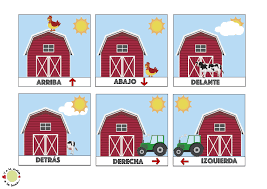 ARRIBA
ABAJO
DELANTE
DETRÁS
DERECHA
IZQUIERDA